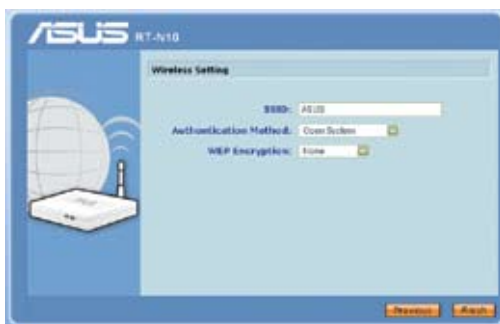 ASUS RT-N10
Wireless Setting
SSID: ASUS
Authentication Method: Open System
WEP Encryption: None
Previous Finish